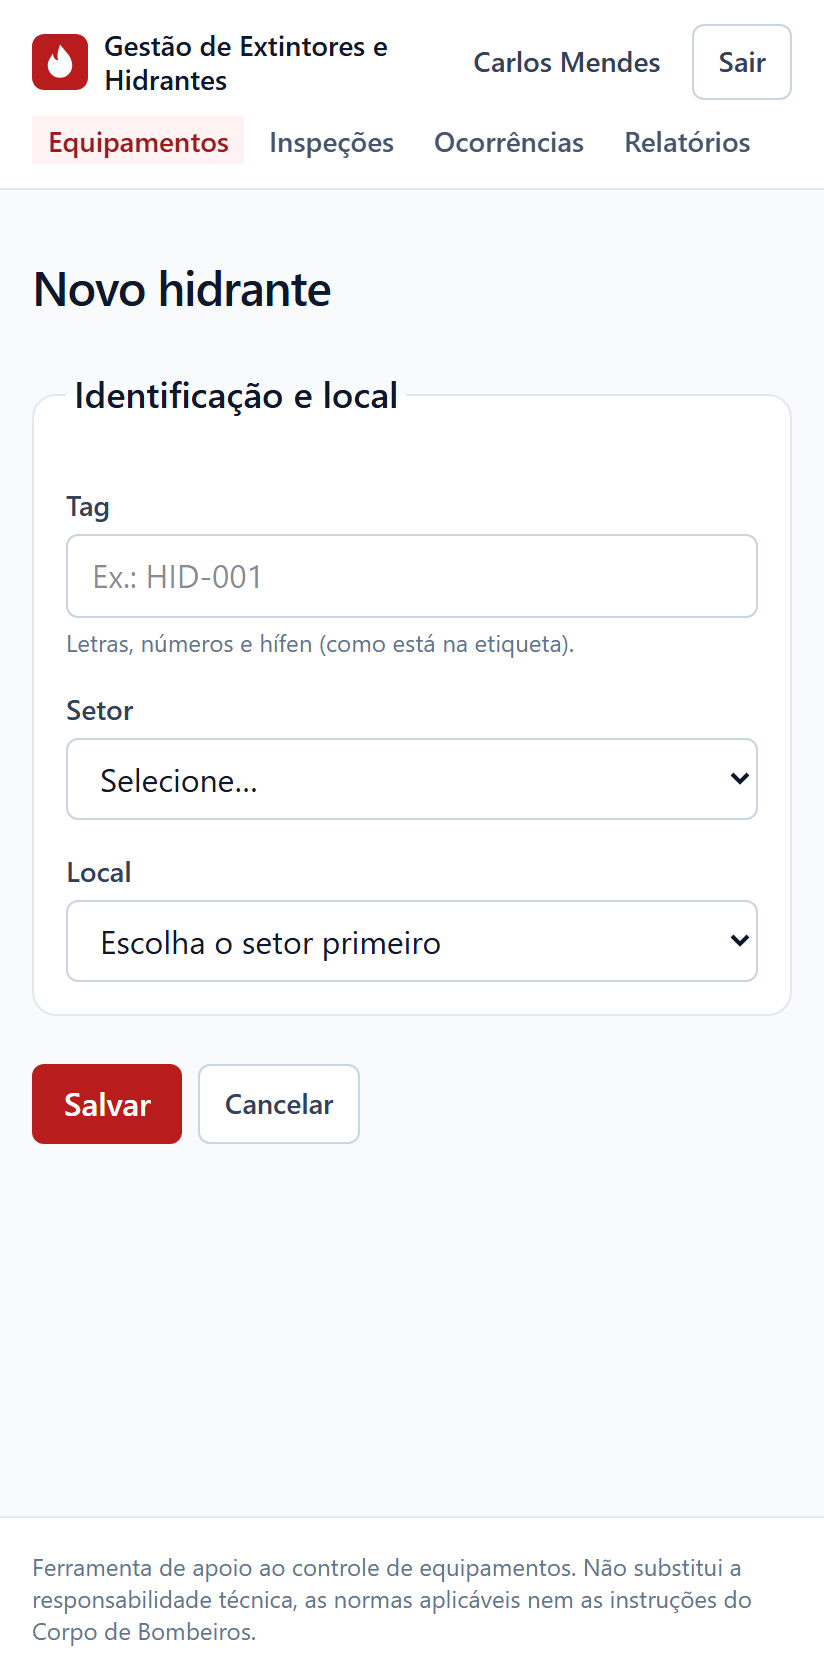 Gestão de Extintores e
Hidrantes
Carlos Mendes
Sair
Equipamentos
Inspeções
Ocorrências
Relatórios
Novo hidrante
Identificação e local
Tag
Ex.: HID-001
Letras, números e hífen (como está na etiqueta).
Setor
Selecione...
Local
Escolha o setor primeiro
Salvar
Cancelar
Ferramenta de apoio ao controle de equipamentos. Não substitui a
responsabilidade técnica, as normas aplicáveis nem as instruções do
Corpo de Bombeiros.